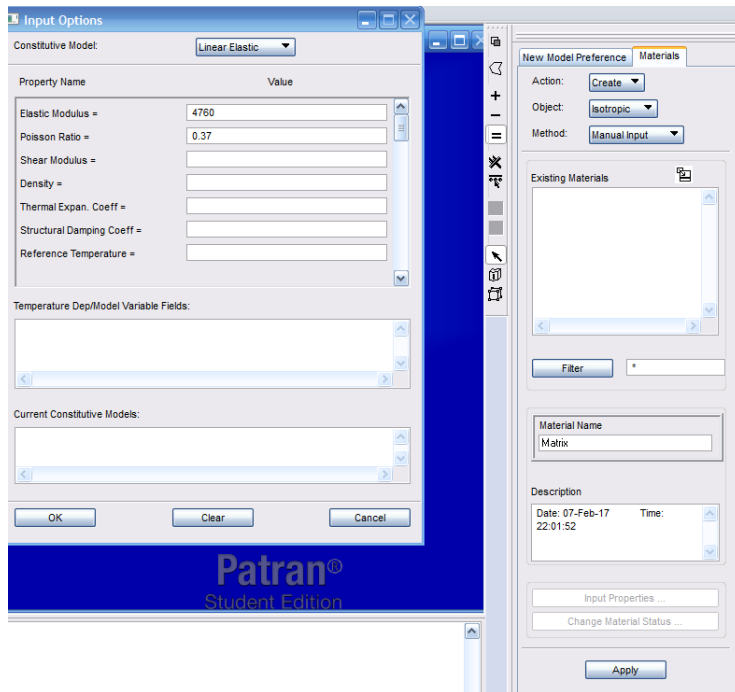 Input Options
Constitutive Model:
Linear Elastic
Property Name
Value
Elastic Modulus =
4760
Poisson Ratio =
0.37
Shear Modulus =
Density =
Thermal Expan. Coeff =
Structural Damping Coeff =
Reference Temperature =
Temperature Dep/Model Variable Fields:
Current Constitutive Models:
OK
Clear
Cancel
Patran®
Student Edition
New Model Preference
Materials
Action:
Create
Object:
Isotropic
Method:
Manual Input
Existing Materials
Filter
*
Material Name
Matrix
Description
Date: 07-Feb-17 Time:
22:01:52
Input Properties ...
Change Material Status ...
Apply